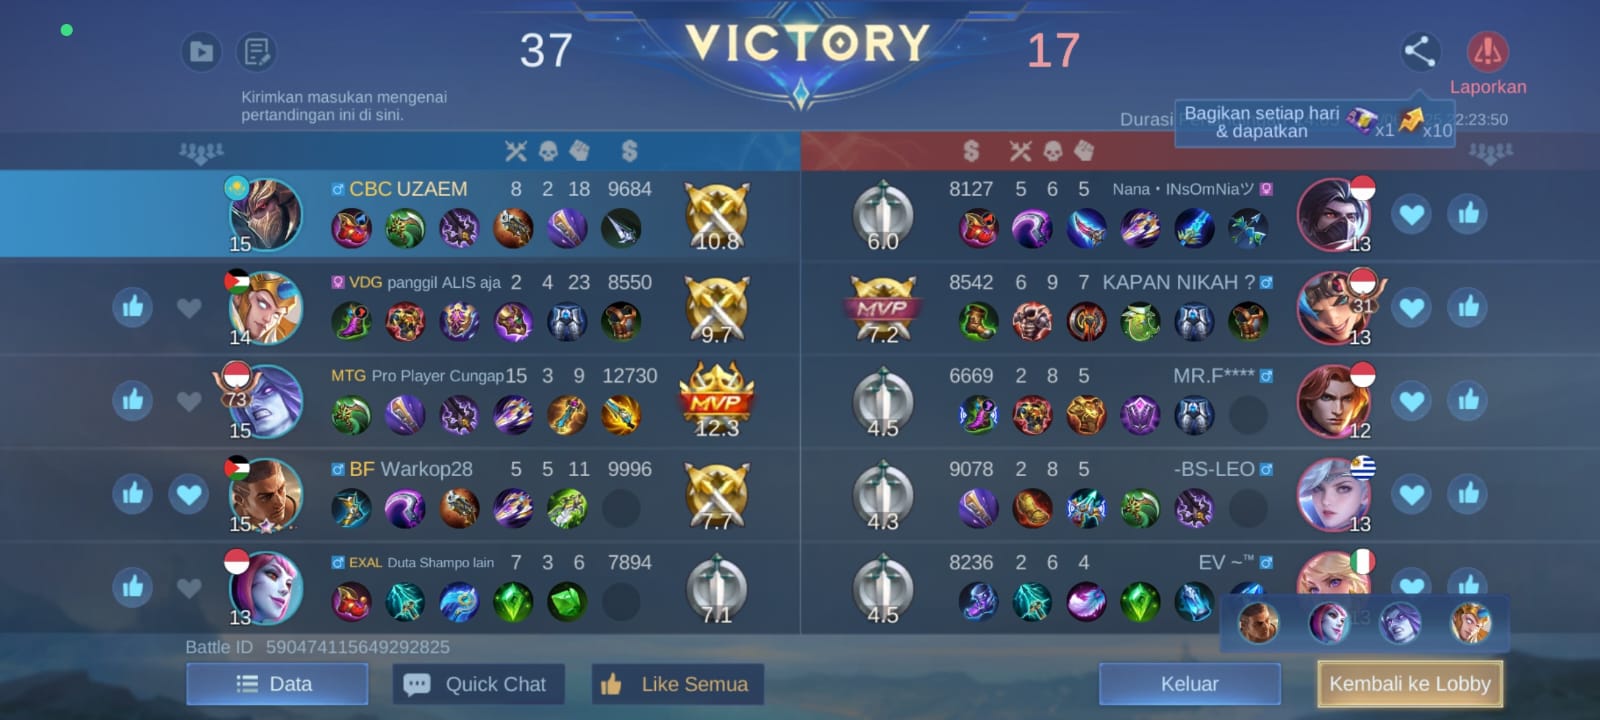 37 VICTORY 17
Laporkan
Kirimkan masukan mengenai
pertandingan ini di sini.
Durasi
Bagikan setiap hari
& dapatkan x1 x10
22:23:50
15 CBC UZAEM 8 2 18 9684 10.8
6.0 8127 5 6 5 Nana・INsOmNiaツ 13
14 VDG panggil ALIS aja 2 4 23 8550 9.7
MVP 7.2 8542 6 9 7 KAPAN NIKAH ? 31 13
73 15 MTG Pro Player Cungap 15 3 9 12730 MVP 12.3
4.5 6669 2 8 5 MR.F**** 12
15 BF Warkop28 5 5 11 9996 7.7
4.3 9078 2 8 5 -BS-LEO 13
13 EXAL Duta Shampo lain 7 3 6 7894 7.1
4.5 8236 2 6 4 EV ~™ 13
Battle ID 590474115649292825
Data
Quick Chat
Like Semua
Keluar
Kembali ke Lobby